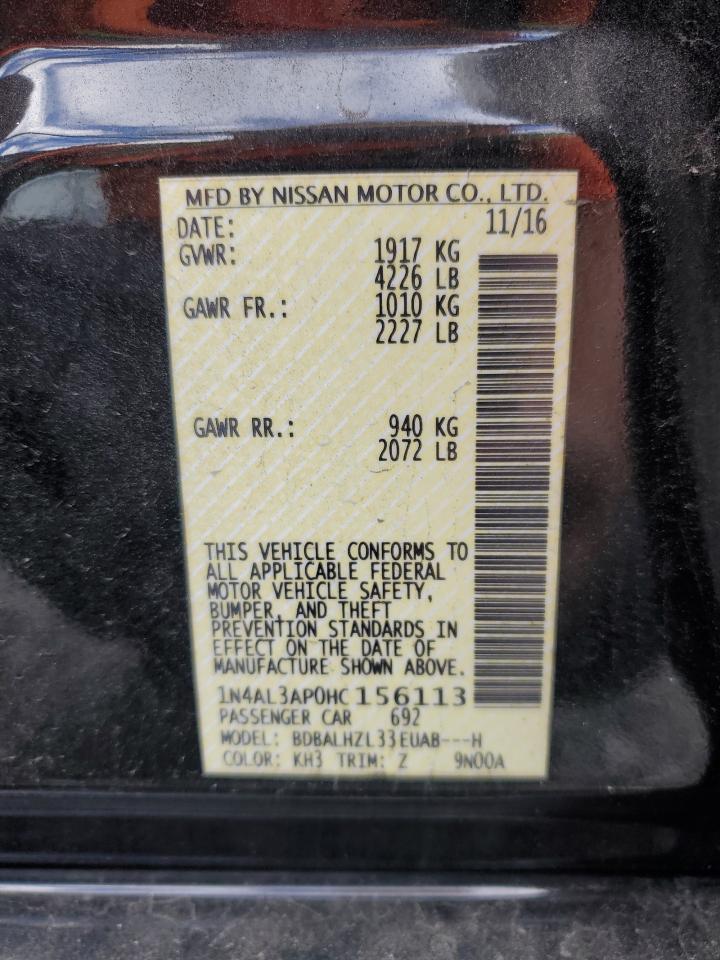 MFD BY NISSAN MOTOR CO., LTD.
DATE: 11/16
GVWR: 1917 KG
4226 LB
GAWR FR.: 1010 KG
2227 LB
GAWR RR.: 940 KG
2072 LB
THIS VEHICLE CONFORMS TO
ALL APPLICABLE FEDERAL
MOTOR VEHICLE SAFETY,
BUMPER, AND THEFT
PREVENTION STANDARDS IN
EFFECT ON THE DATE OF
MANUFACTURE SHOWN ABOVE.
1N4AL3AP0HC156113
PASSENGER CAR 692
MODEL: BDBALHZL33EUAB---H
COLOR: KH3 TRIM: Z 9N00A